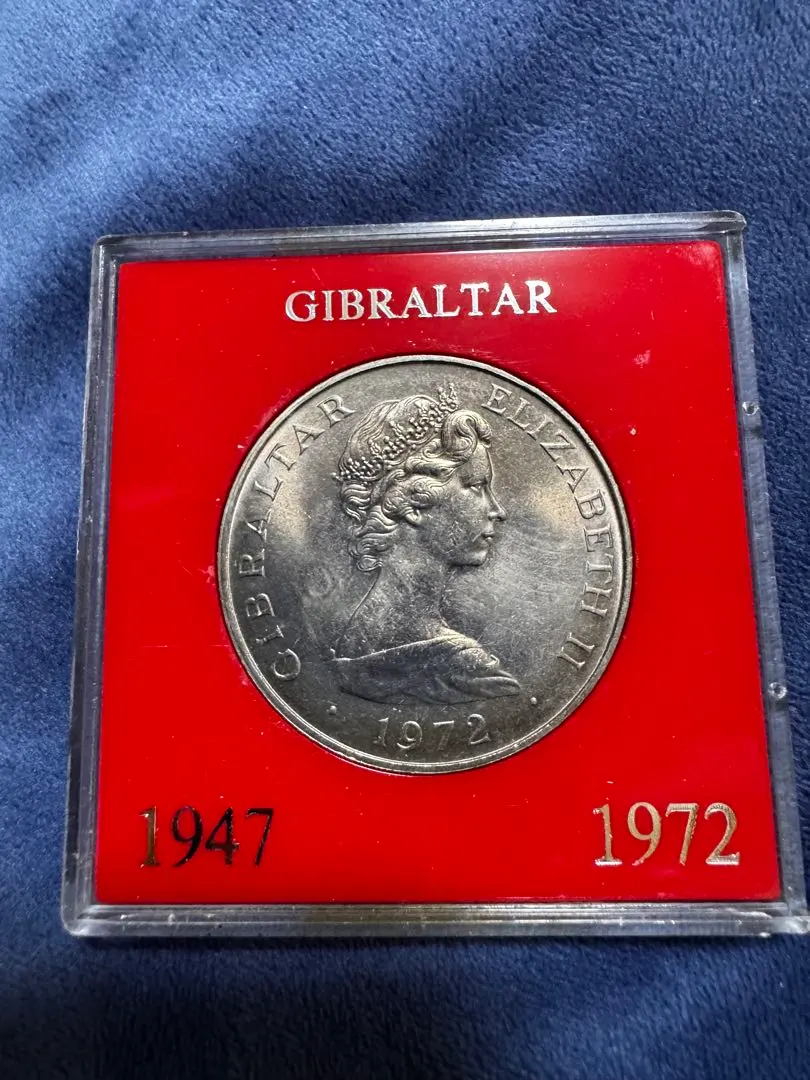 GIBRALTAR
GIBRALTAR ELIZABETH II
· 1972 ·
1947
1972